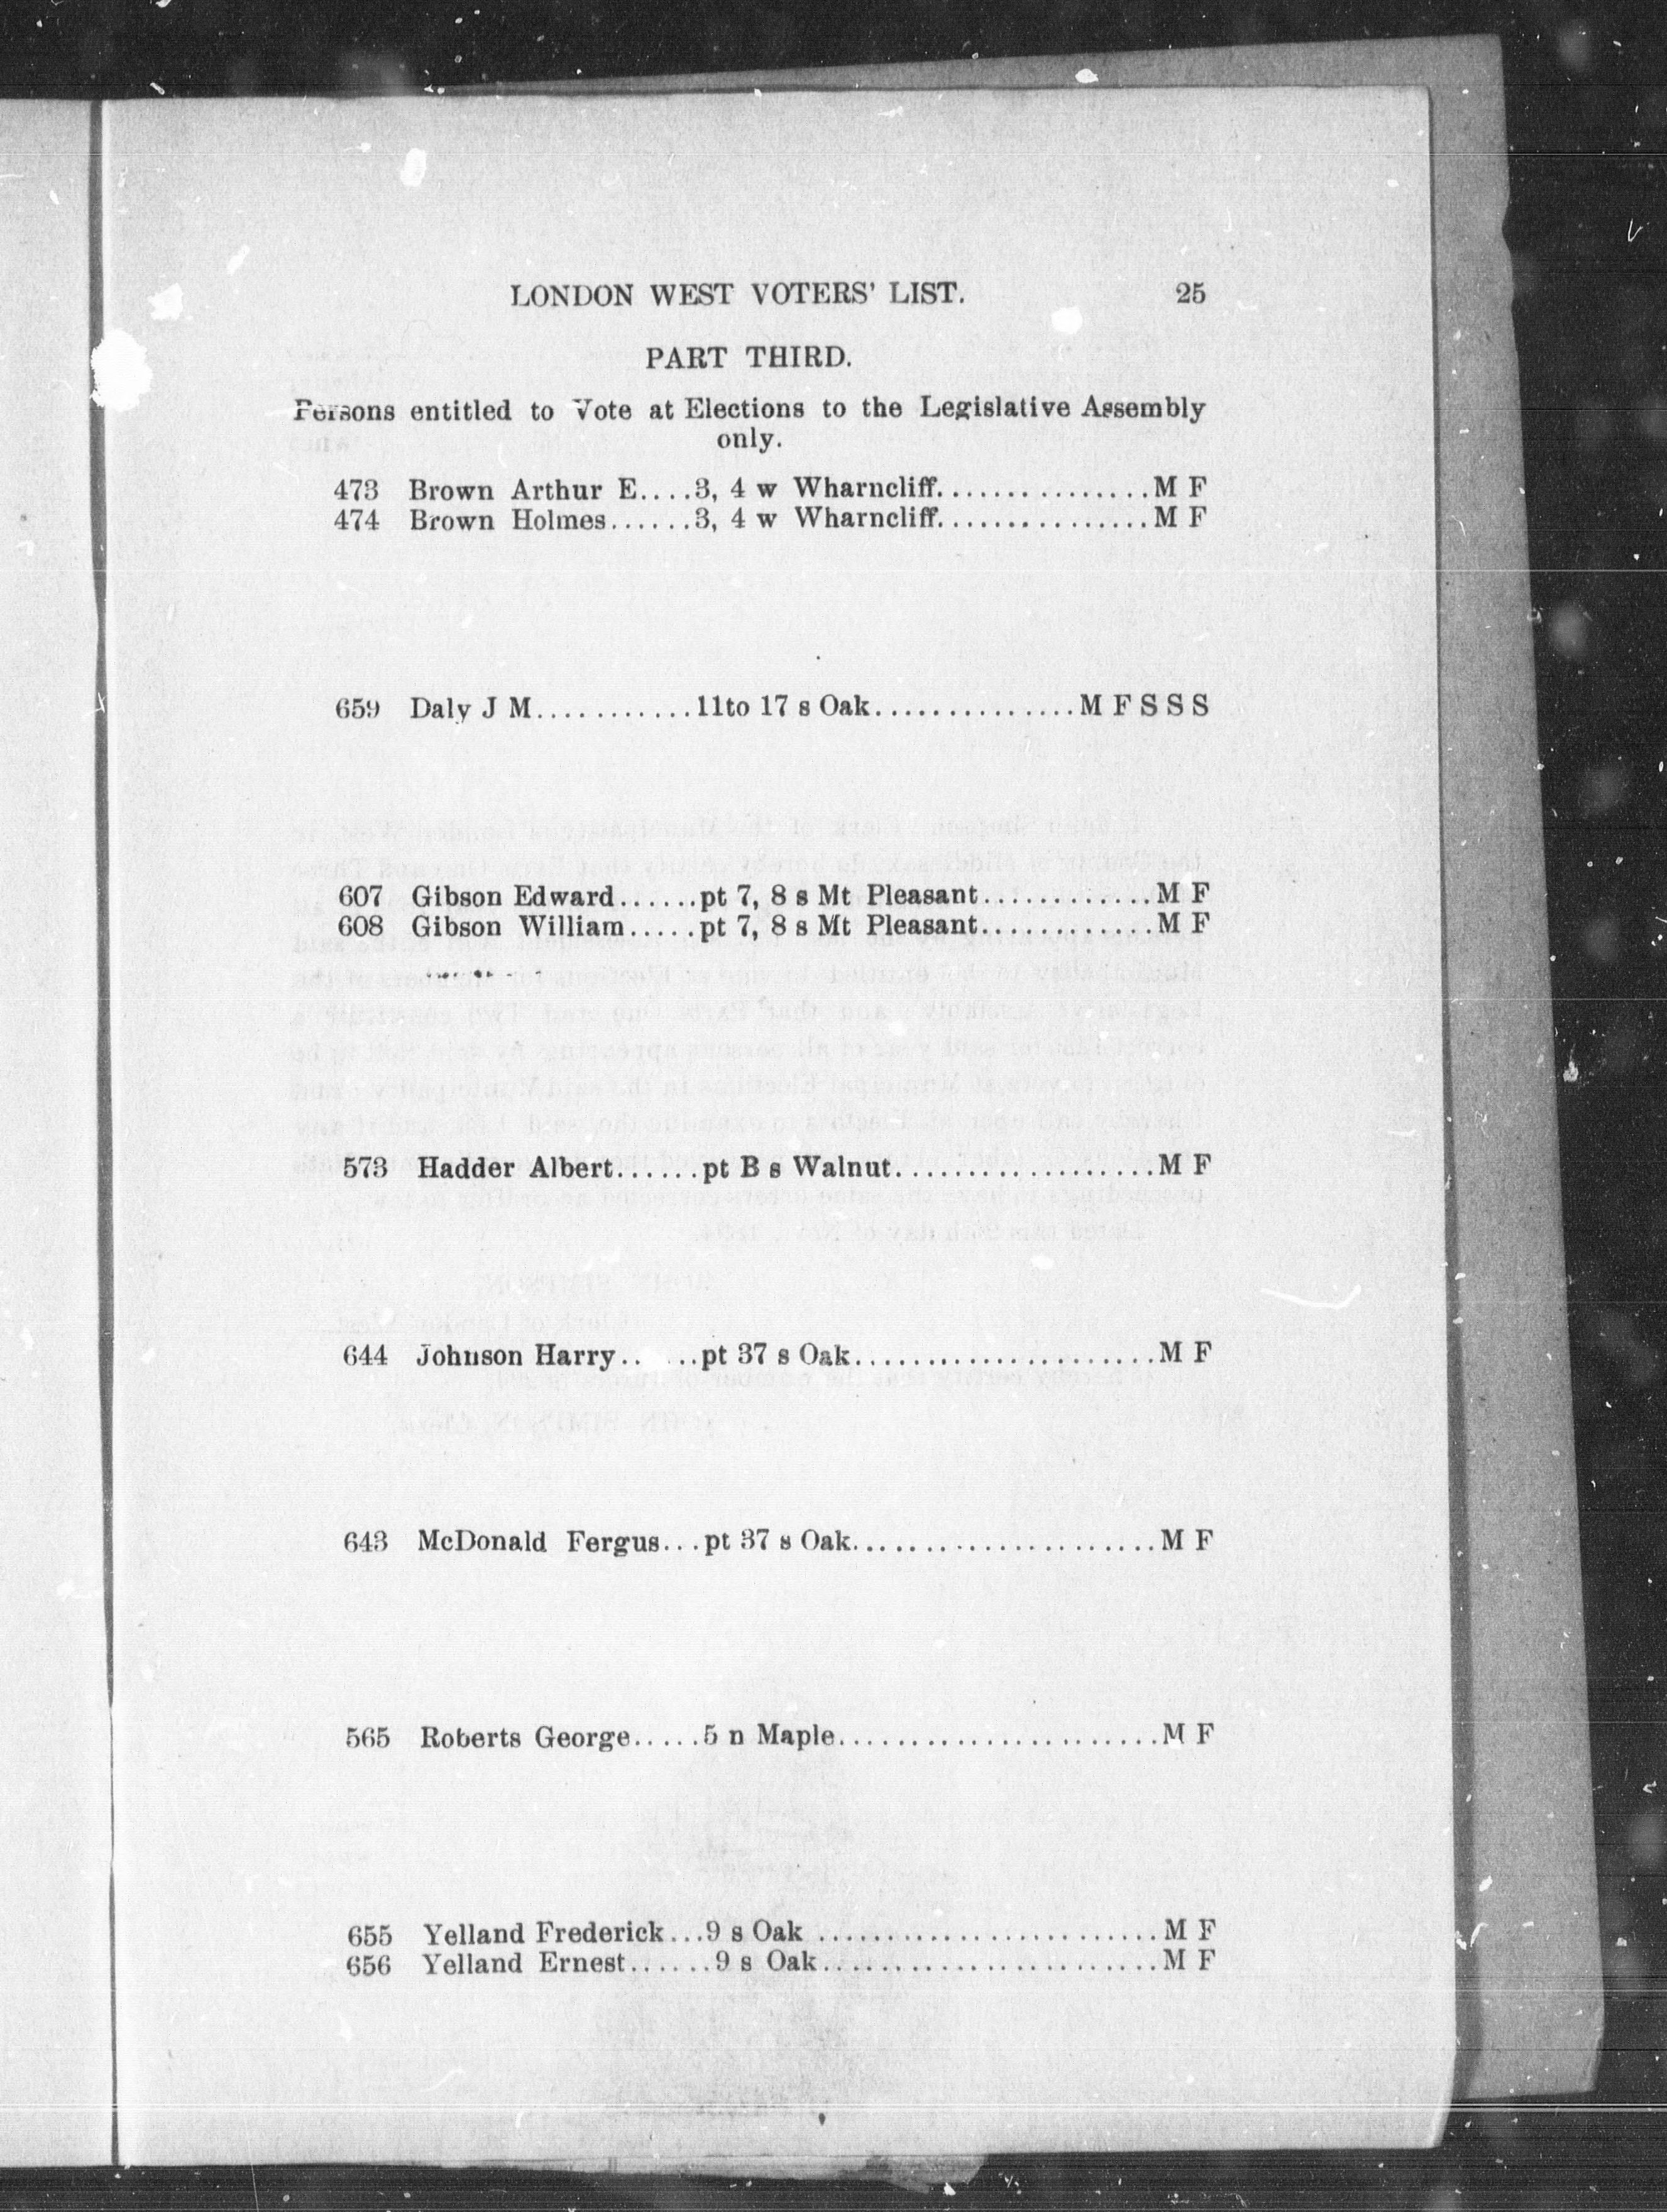 LONDON WEST VOTERS' LIST. 25
PART THIRD.
Persons entitled to Vote at Elections to the Legislative Assembly
only.
473 Brown Arthur E....3, 4 w Wharncliff...............M F
474 Brown Holmes......3, 4 w Wharncliff...............M F
659 Daly J M...........11to 17 s Oak...............M F S S S
607 Gibson Edward......pt 7, 8 s Mt Pleasant............M F
608 Gibson William.....pt 7, 8 s Mt Pleasant............M F
573 Hadder Albert......pt B s Walnut..................M F
644 Johnson Harry.. ...pt 37 s Oak.....................M F
643 McDonald Fergus...pt 37 s Oak.....................M F
565 Roberts George.....5 n Maple......................M F
655 Yelland Frederick...9 s Oak .........................M F
656 Yelland Ernest......9 s Oak.........................M F